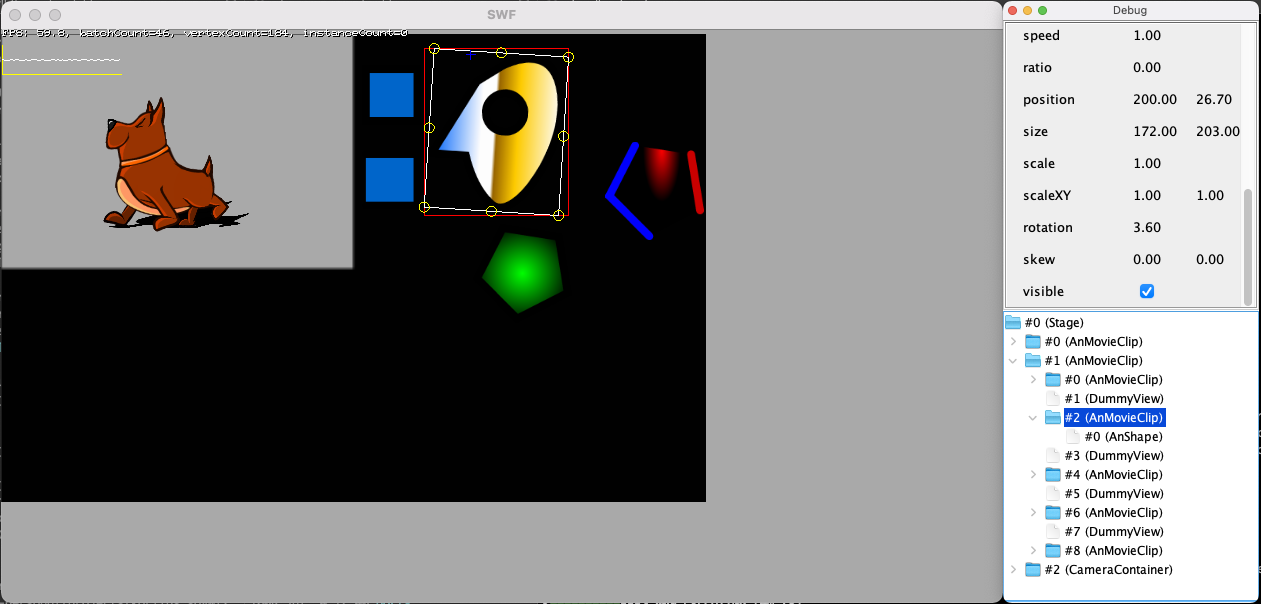 SWF
FPS: 59.8, batchCount=46, vertexCount=184, instanceCount=0
Debug
speed 1.00
ratio 0.00
position 200.00 26.70
size 172.00 203.00
scale 1.00
scaleXY 1.00 1.00
rotation 3.60
skew 0.00 0.00
visible
#0 (Stage)
#0 (AnMovieClip)
#1 (AnMovieClip)
#0 (AnMovieClip)
#1 (DummyView)
#2 (AnMovieClip)
#0 (AnShape)
#3 (DummyView)
#4 (AnMovieClip)
#5 (DummyView)
#6 (AnMovieClip)
#7 (DummyView)
#8 (AnMovieClip)
#2 (CameraContainer)